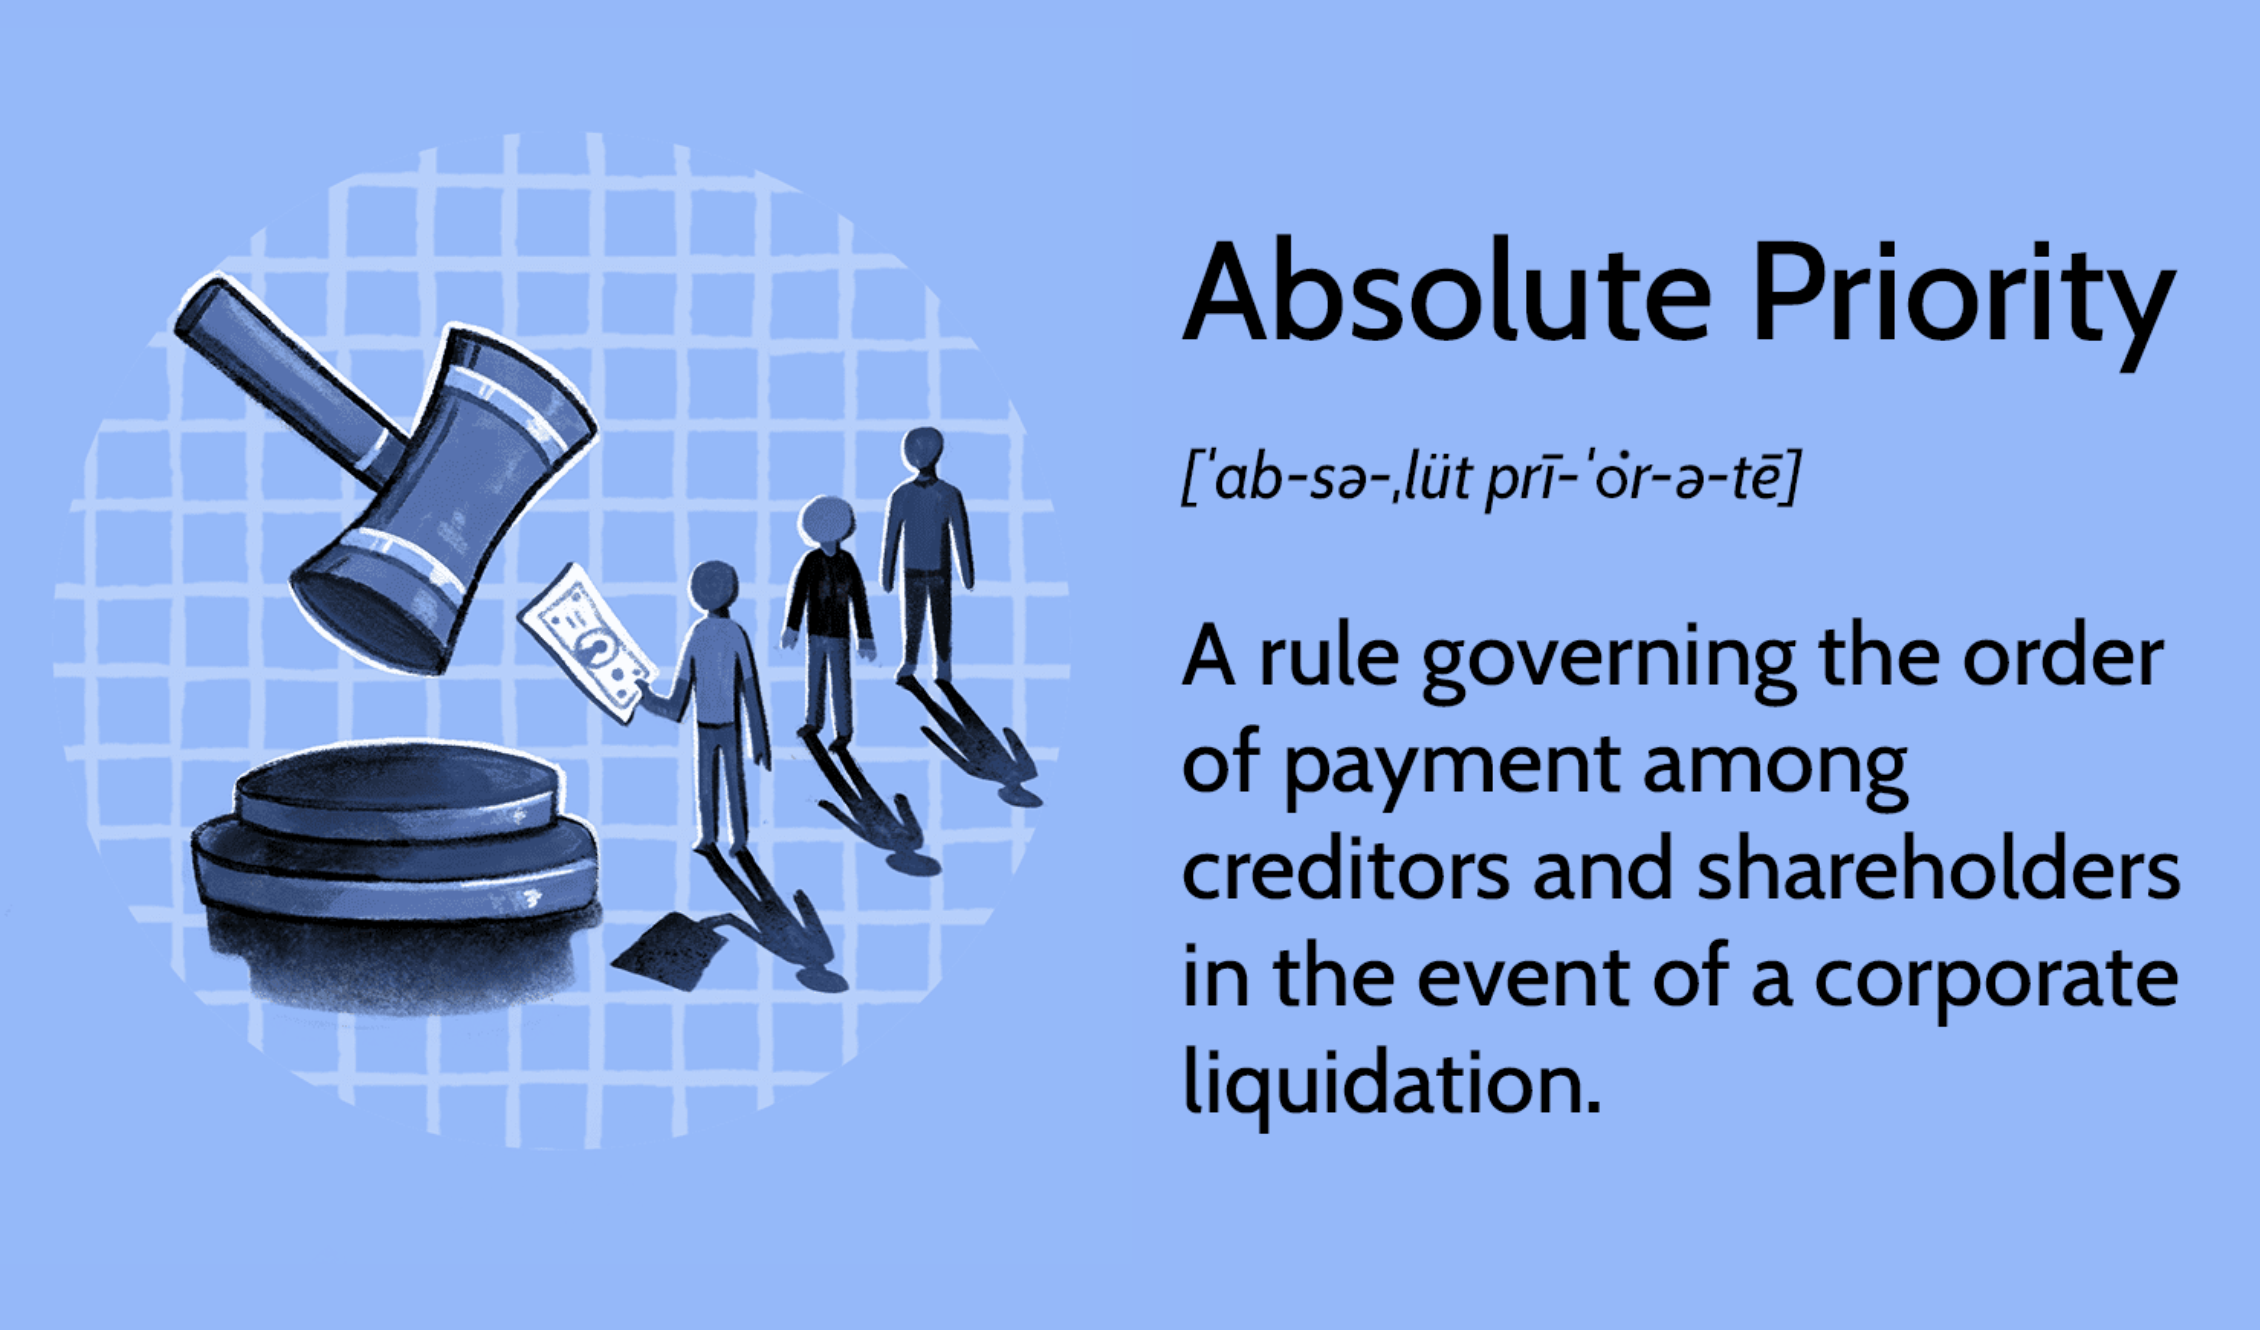 Absolute Priority
[ˈab-sə-ˌlüt prī-ˈȯr-ə-tē]
A rule governing the order
of payment among
creditors and shareholders
in the event of a corporate
liquidation.